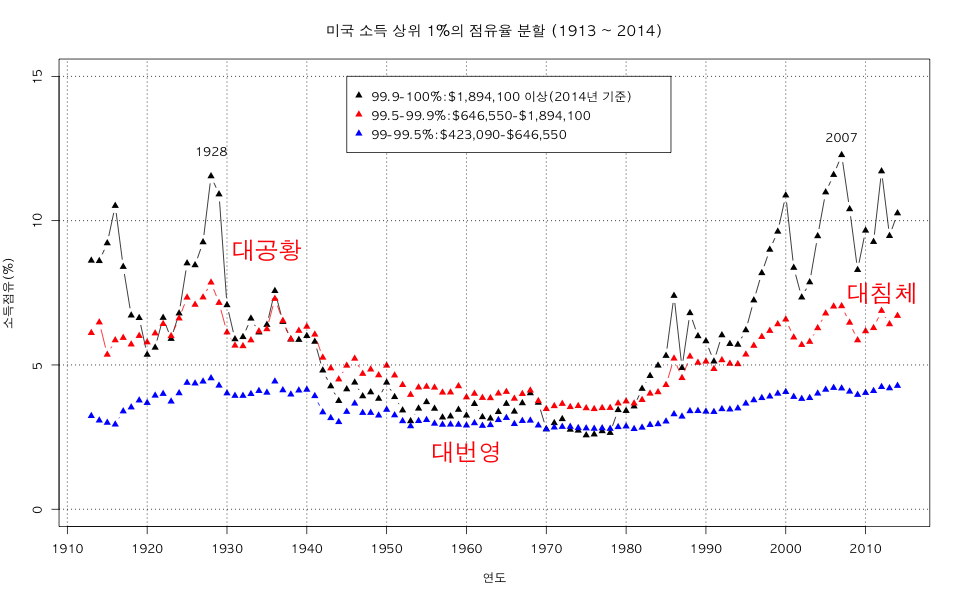 미국 소득 상위 1%의 점유율 분할 (1913 ~ 2014)
99.9-100%:$1,894,100 이상(2014년 기준)
99.5-99.9%:$646,550-$1,894,100
99-99.5%:$423,090-$646,550
1928
2007
대공황
대침체
대번영
소득점유(%)
15
10
5
0
1910 1920 1930 1940 1950 1960 1970 1980 1990 2000 2010
연도